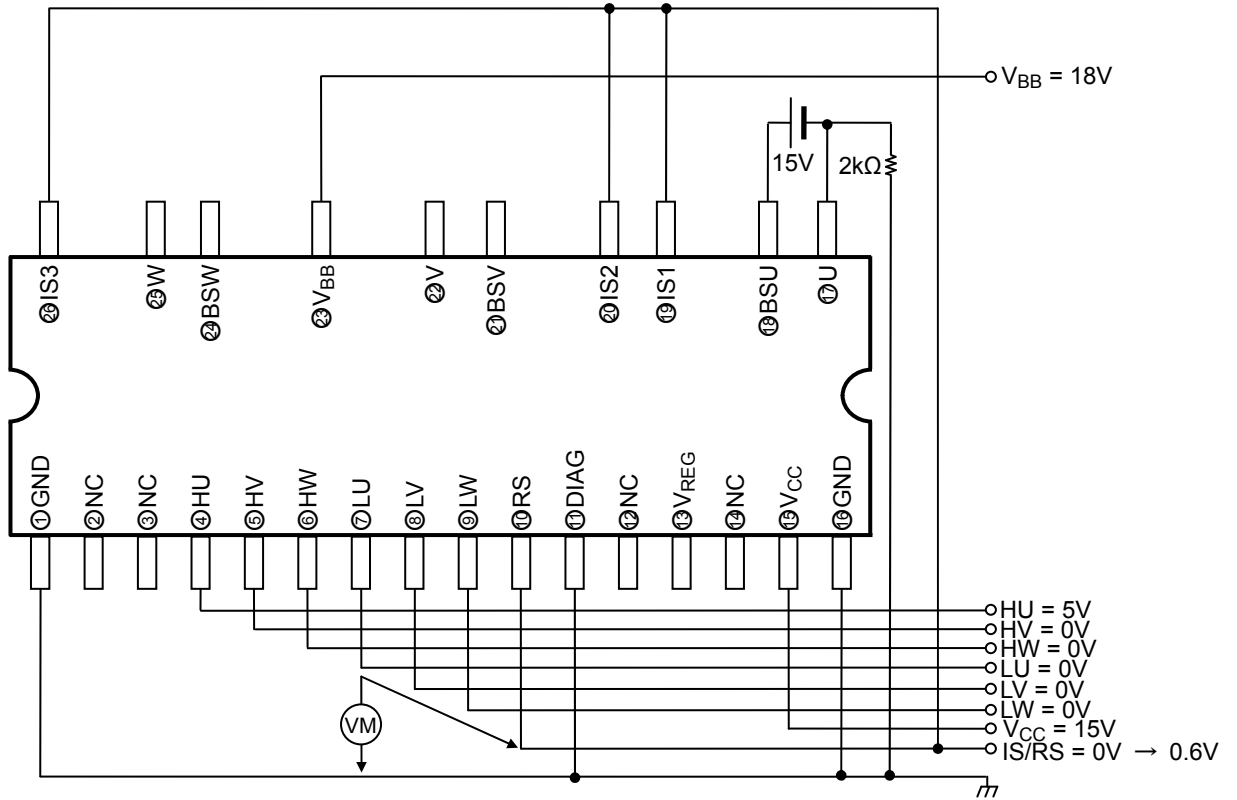 V_BB = 18V
15V
2kΩ
㉖IS3
㉕W
㉔BSW
㉓V_BB
㉒V
㉑BSV
⑳IS2
⑲IS1
⑱BSU
⑰U
①GND
②NC
③NC
④HU
⑤HV
⑥HW
⑦LU
⑧LV
⑨LW
⑩RS
⑪DIAG
⑫NC
⑬V_REG
⑭NC
⑮V_CC
⑯GND
HU = 5V
HV = 0V
HW = 0V
LU = 0V
LV = 0V
LW = 0V
V_CC = 15V
IS/RS = 0V → 0.6V
VM